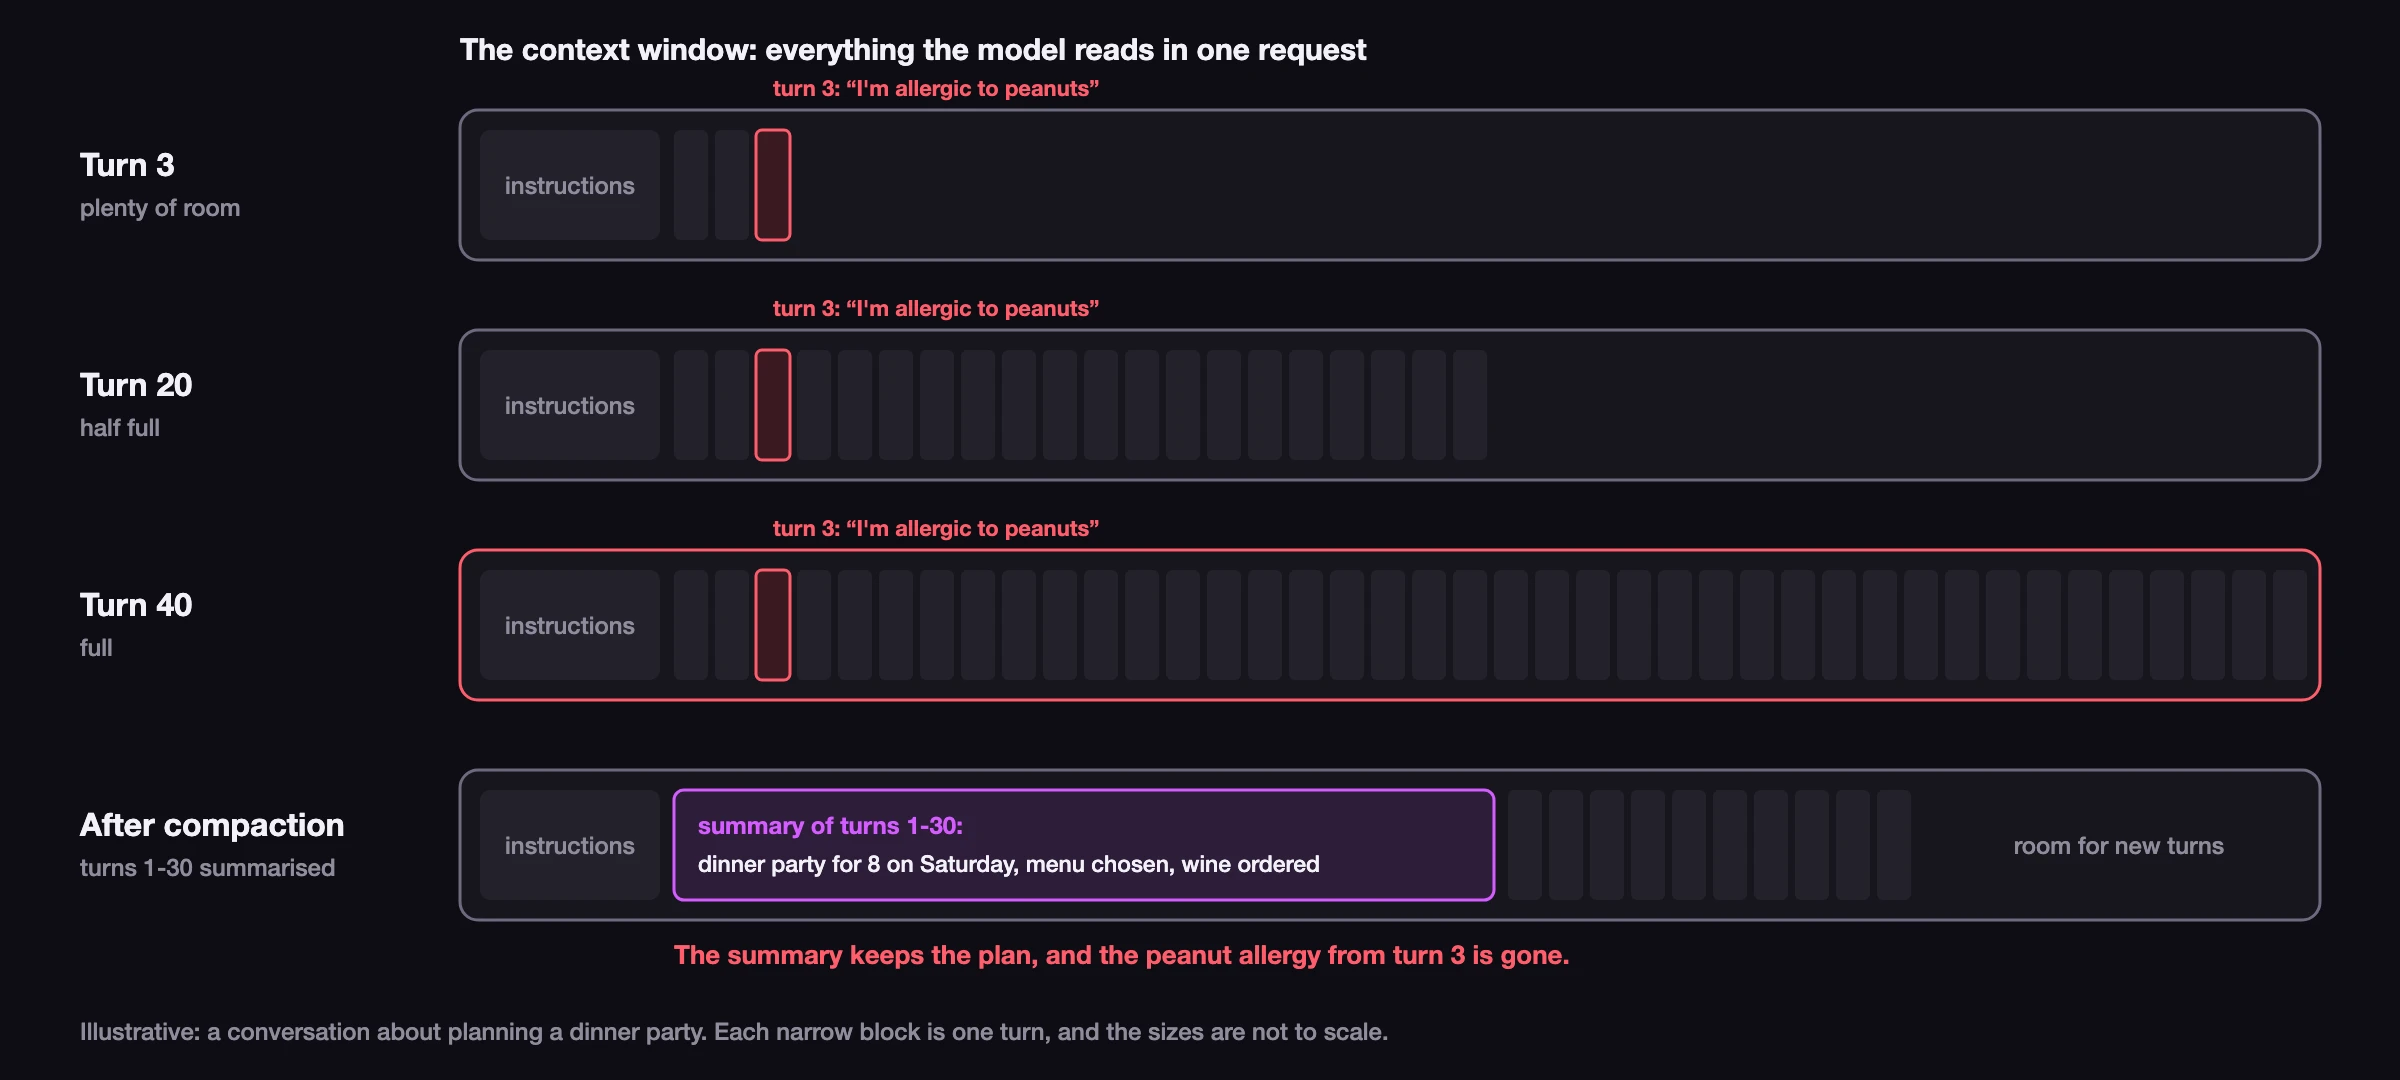 The context window: everything the model reads in one request
turn 3: “I'm allergic to peanuts”
Turn 3
plenty of room
instructions
turn 3: “I'm allergic to peanuts”
Turn 20
half full
instructions
turn 3: “I'm allergic to peanuts”
Turn 40
full
instructions
After compaction
turns 1-30 summarised
instructions
summary of turns 1-30:
dinner party for 8 on Saturday, menu chosen, wine ordered
room for new turns
The summary keeps the plan, and the peanut allergy from turn 3 is gone.
Illustrative: a conversation about planning a dinner party. Each narrow block is one turn, and the sizes are not to scale.